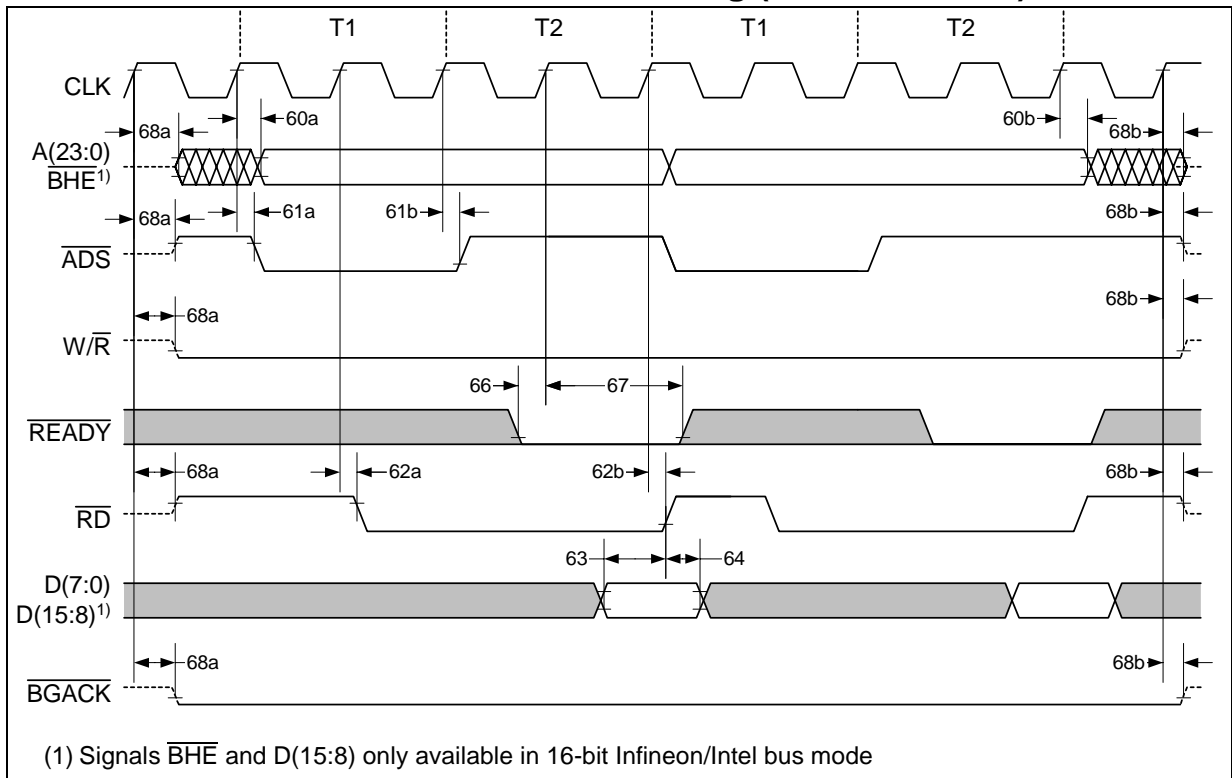 T1 T2 T1 T2
CLK
68a 60a 60b 68b
A(23:0)
BHE1)
68a 61a 61b 68b
ADS
68a 68b
W/R
66 67
READY
68a 62a 62b 68b
RD
63 64
D(7:0)
D(15:8)1)
68a 68b
BGACK
(1) Signals BHE and D(15:8) only available in 16-bit Infineon/Intel bus mode